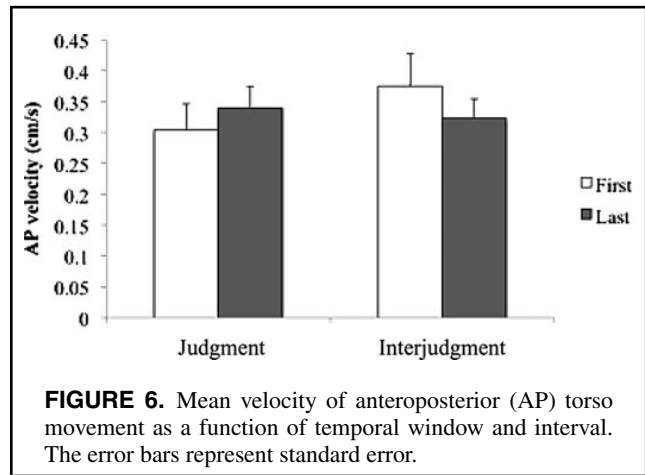 0.45
0.4
0.35
0.3
0.25
0.2
0.15
0.1
0.05
0
AP velocity (cm/s)
Judgment
Interjudgment
First
Last
FIGURE 6. Mean velocity of anteroposterior (AP) torso
movement as a function of temporal window and interval.
The error bars represent standard error.